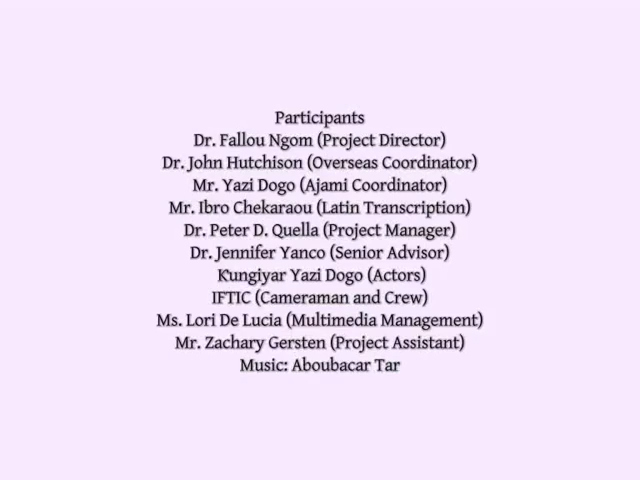 Participants
Dr. Fallou Ngom (Project Director)
Dr. John Hutchison (Overseas Coordinator)
Mr. Yazi Dogo (Ajami Coordinator)
Mr. Ibro Chekaraou (Latin Transcription)
Dr. Peter D. Quella (Project Manager)
Dr. Jennifer Yanco (Senior Advisor)
Ƙungiyar Yazi Dogo (Actors)
IFTIC (Cameraman and Crew)
Ms. Lori De Lucia (Multimedia Management)
Mr. Zachary Gersten (Project Assistant)
Music: Aboubacar Tar